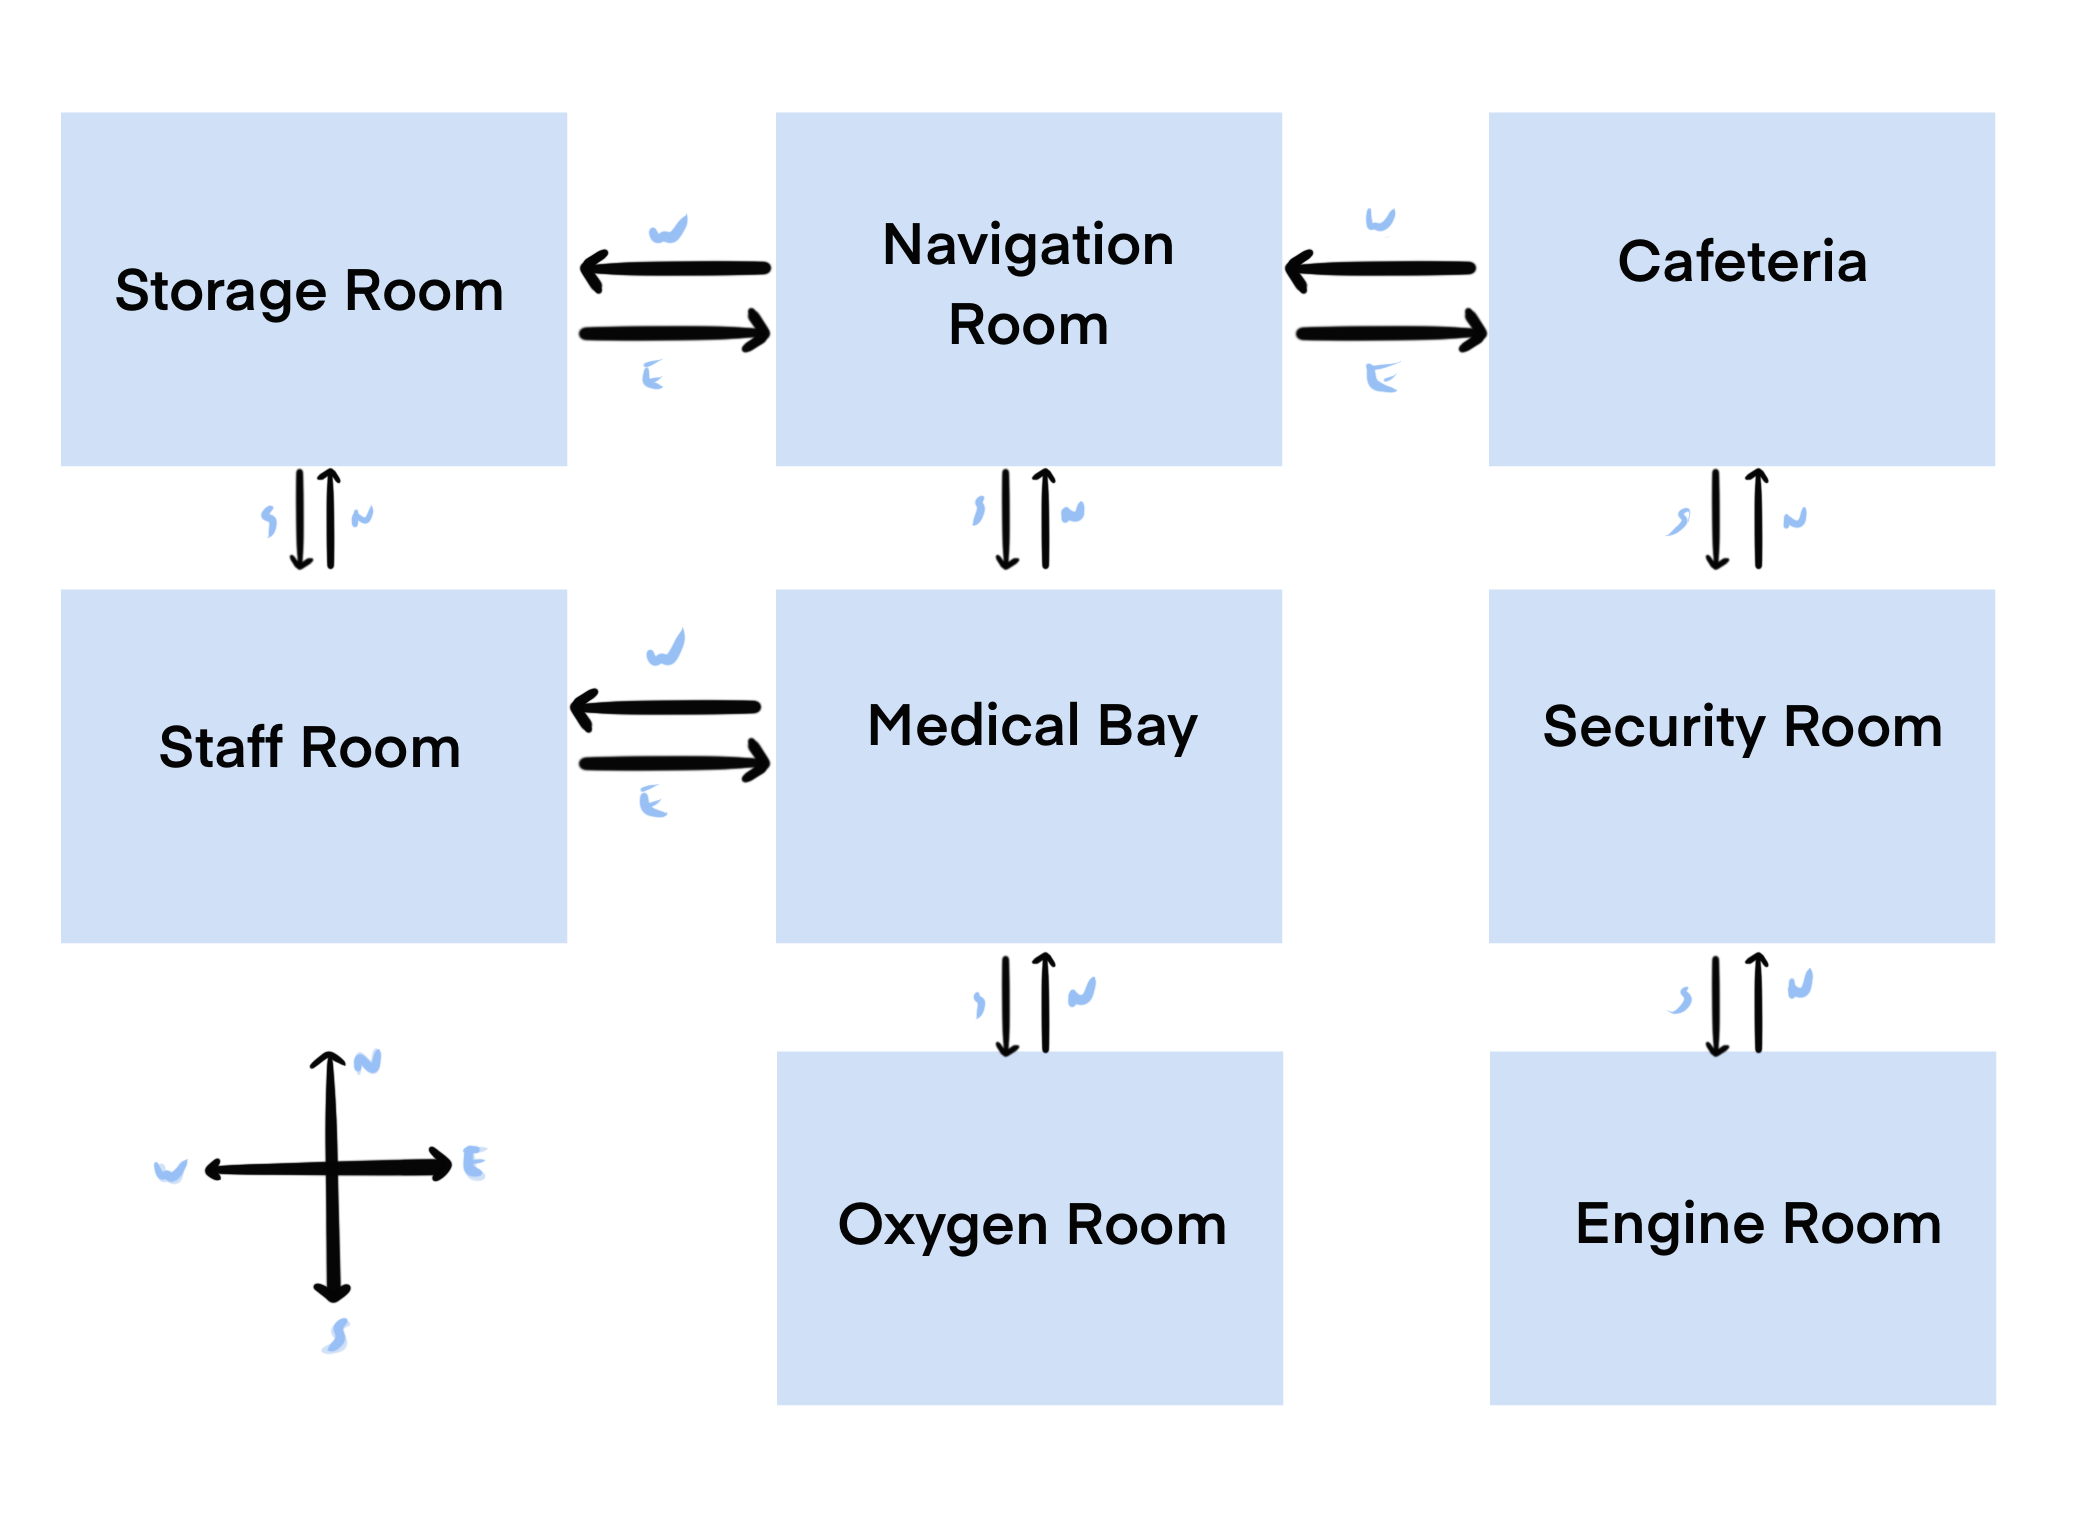 Storage Room
W
E
Navigation
Room
W
E
Cafeteria
S
N
S
N
S
N
Staff Room
W
E
Medical Bay
Security Room
S
N
S
N
N
W
E
S
Oxygen Room
Engine Room